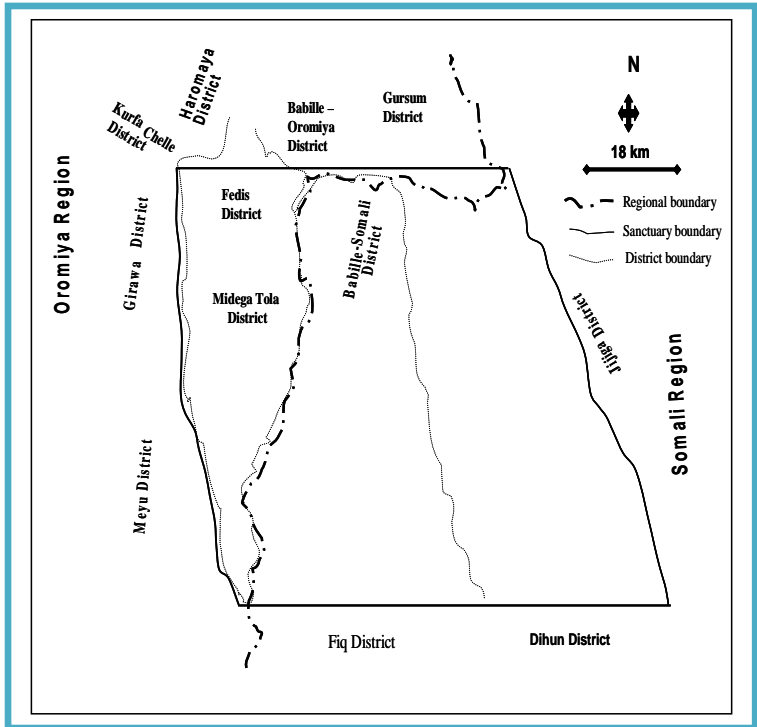 Haromaya
District
Kurfa Chelle
District
Babille –
Oromiya
District
Gursum
District
N
18 km
Regional boundary
Sanctuary boundary
District boundary
Oromiya Region
Girawa District
Fedis
District
Babille-Somali
District
Midega Tola
District
Jijiga District
Somali Region
Meyu District
Fiq District
Dihun District